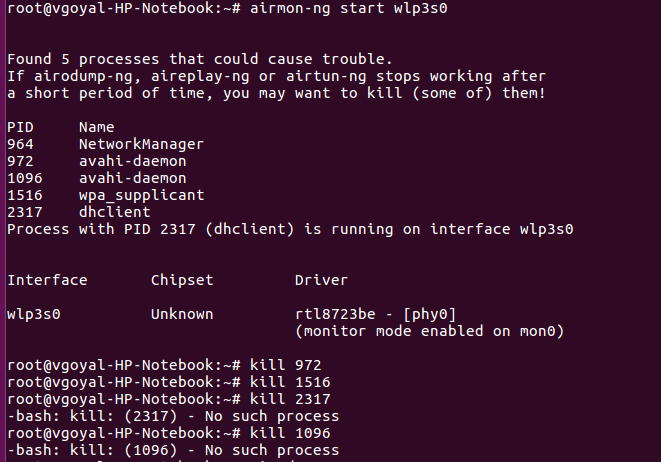 root@vgoyal-HP-Notebook:~# airmon-ng start wlp3s0
Found 5 processes that could cause trouble.
If airodump-ng, aireplay-ng or airtun-ng stops working after
a short period of time, you may want to kill (some of) them!
PID Name
964 NetworkManager
972 avahi-daemon
1096 avahi-daemon
1516 wpa_supplicant
2317 dhclient
Process with PID 2317 (dhclient) is running on interface wlp3s0
Interface Chipset Driver
wlp3s0 Unknown rtl8723be - [phy0]
(monitor mode enabled on mon0)
root@vgoyal-HP-Notebook:~# kill 972
root@vgoyal-HP-Notebook:~# kill 1516
root@vgoyal-HP-Notebook:~# kill 2317
-bash: kill: (2317) - No such process
root@vgoyal-HP-Notebook:~# kill 1096
-bash: kill: (1096) - No such process